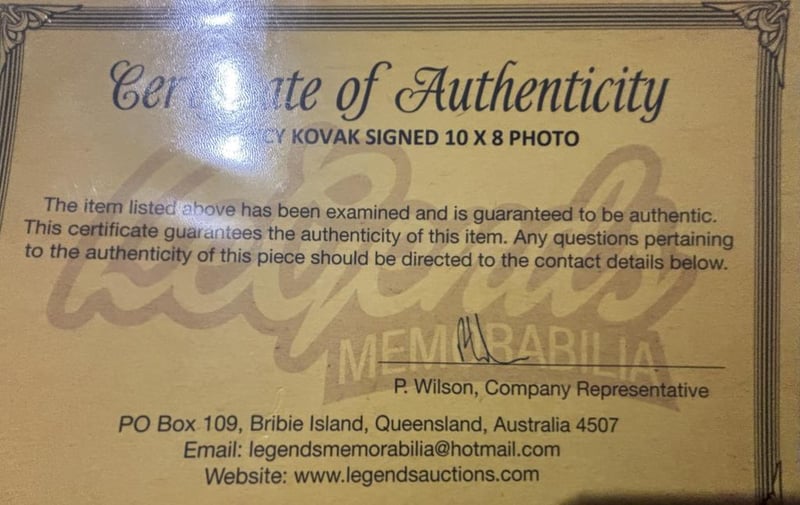 Certificate of Authenticity
KOVAK SIGNED 10 X 8 PHOTO
The item listed above has been examined and is guaranteed to be authentic.
This certificate guarantees the authenticity of this item. Any questions pertaining
to the authenticity of this piece should be directed to the contact details below.
Legends
MEMORABILIA
P. Wilson, Company Representative
PO Box 109, Bribie Island, Queensland, Australia 4507
Email: legendsmemorabilia@hotmail.com
Website: www.legendsauctions.com